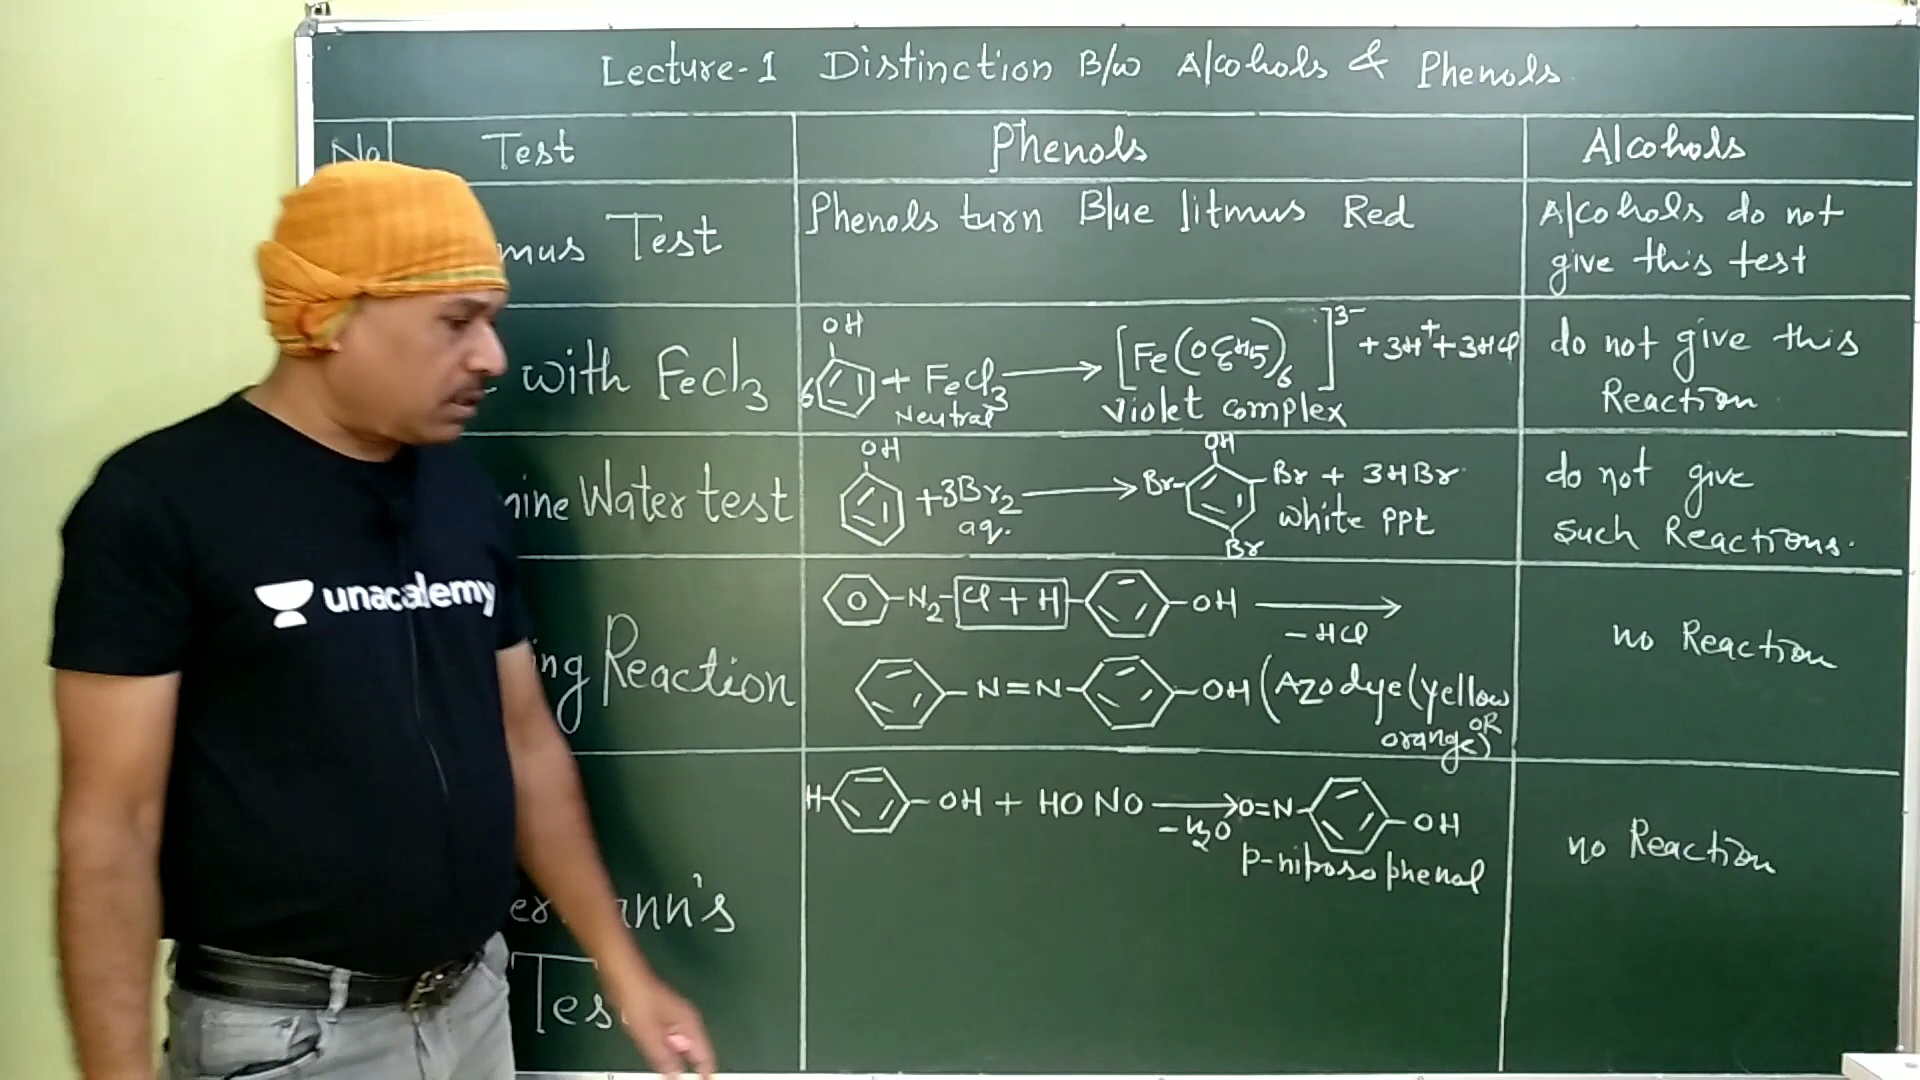 Lecture-1 Distinction B/w Alcohols & Phenols
No Test Phenols Alcohols
mus Test
Phenols turn Blue litmus Red
Alcohols do not
give this test
with FeCl3
OH
6 + FeCl3 → [Fe(OC6H5)6]3- + 3H+ + 3HCl
Neutral
violet complex
do not give this
Reaction
ine Water test
OH
+3Br2 →
aq.
OH
Br- Br + 3HBr
white ppt
Br
do not give
such Reactions.
ing Reaction
-N2-Cl + H- -OH →
-HCl
-N=N- -OH (Azodye (yellow
OR
orange)
no Reaction
H- -OH + HONO → O=N- -OH
-H2O
p-nitroso phenol
no Reaction
ann's
Tes
unacademy